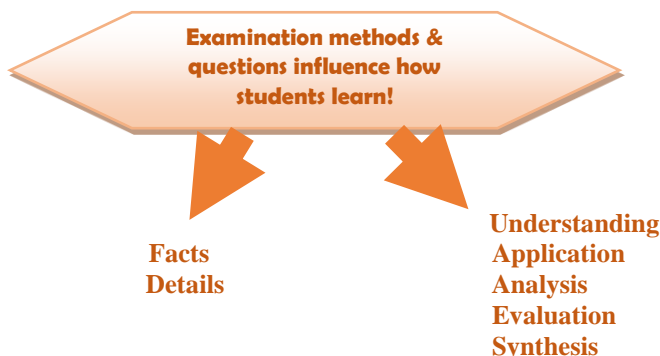 Examination methods &
questions influence how
students learn!
Facts
Details
Understanding
Application
Analysis
Evaluation
Synthesis